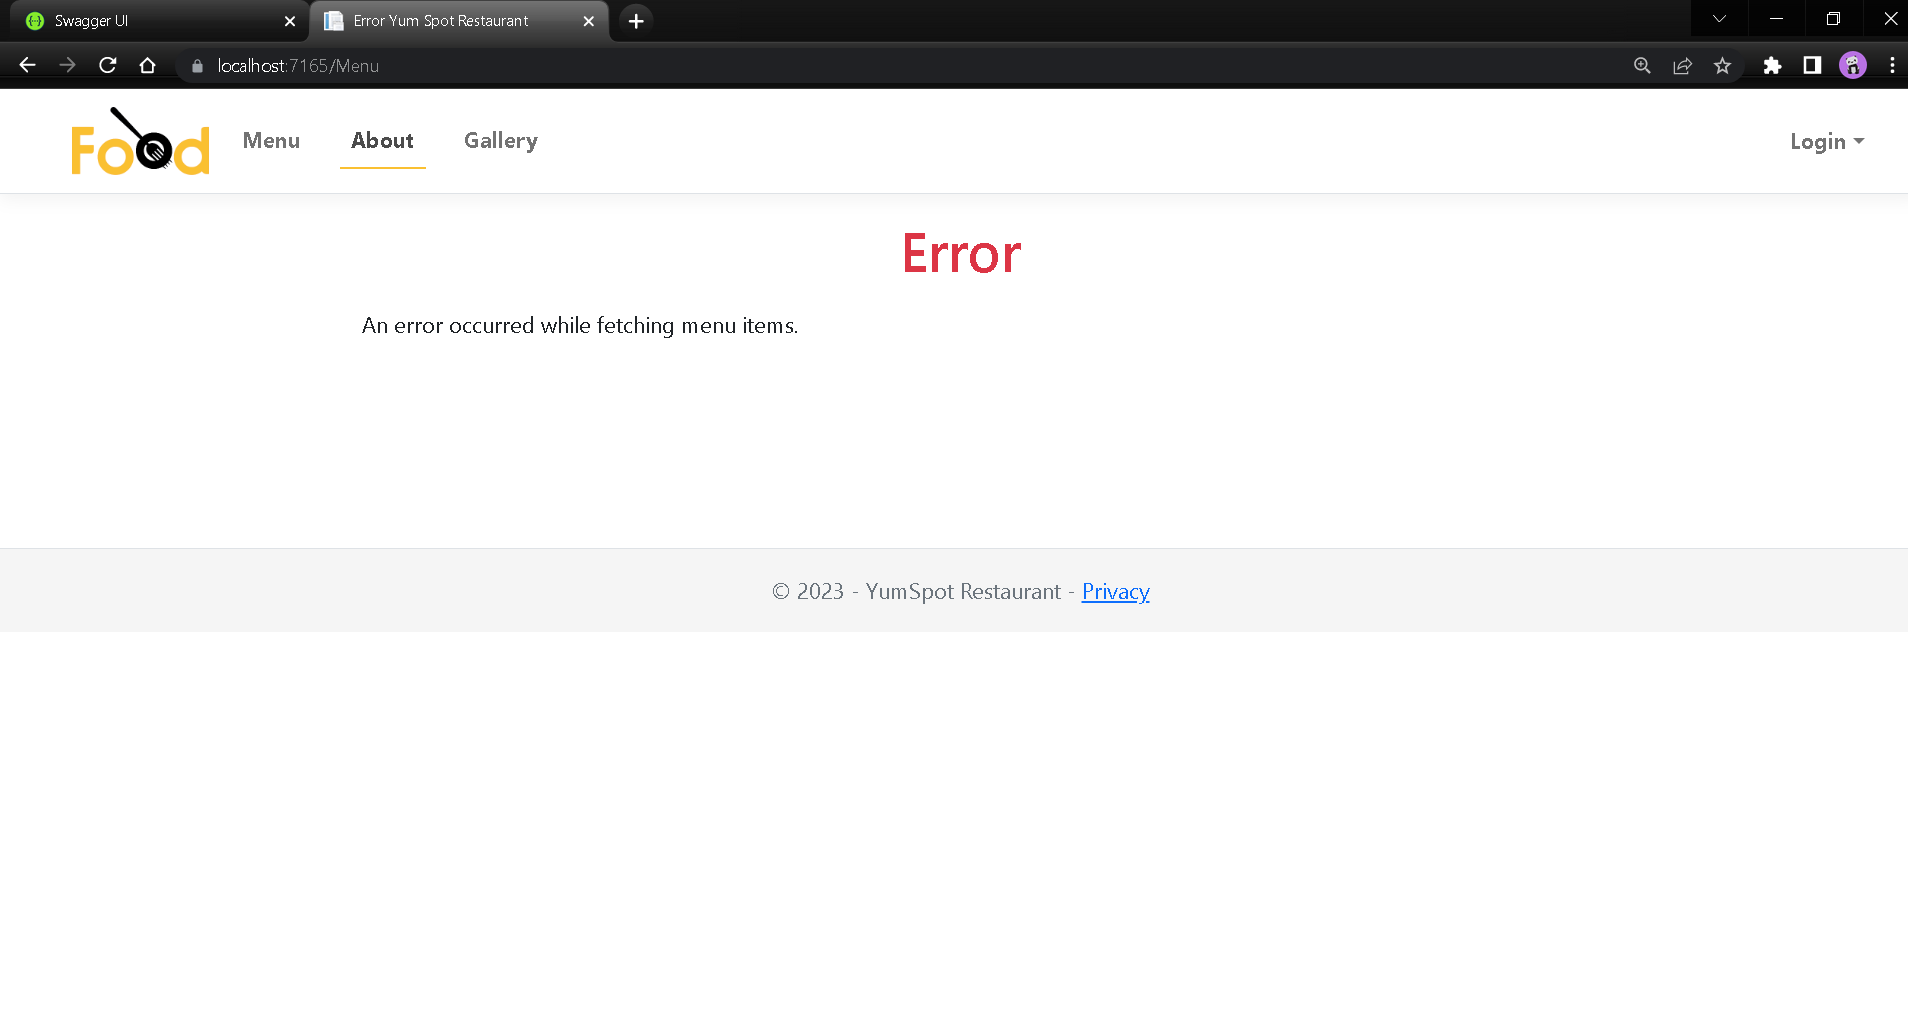 Swagger UI
Error Yum Spot Restaurant
localhost:7165/Menu
Food
Menu
About
Gallery
Login
Error
An error occurred while fetching menu items.
© 2023 - YumSpot Restaurant - Privacy